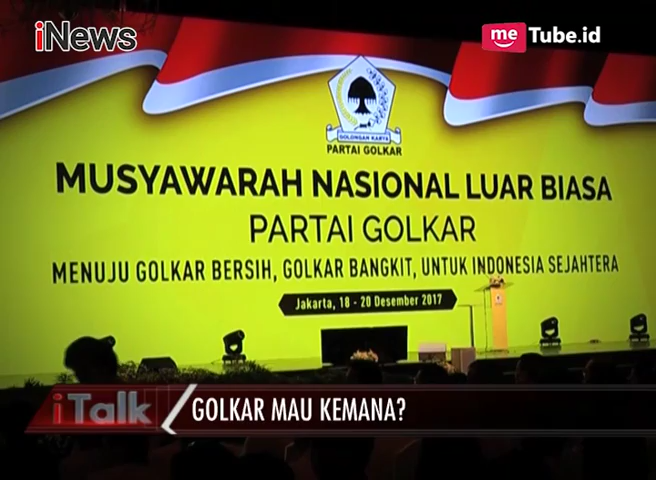 iNews
me Tube.id
GOLONGAN KARYA
PARTAI GOLKAR
MUSYAWARAH NASIONAL LUAR BIASA
PARTAI GOLKAR
MENUJU GOLKAR BERSIH, GOLKAR BANGKIT, UNTUK INDONESIA SEJAHTERA
Jakarta, 18 - 20 Desember 2017
iTalk
GOLKAR MAU KEMANA?